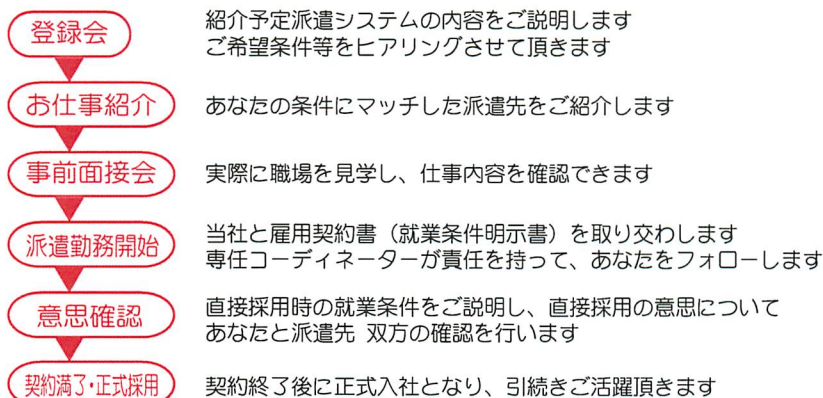 登録会
紹介予定派遣システムの内容をご説明します
ご希望条件等をヒアリングさせて頂きます
お仕事紹介
あなたの条件にマッチした派遣先をご紹介します
事前面接会
実際に職場を見学し、仕事内容を確認できます
派遣勤務開始
当社と雇用契約書（就業条件明示書）を取り交わします
専任コーディネーターが責任を持って、あなたをフォローします
意思確認
直接採用時の就業条件をご説明し、直接採用の意思について
あなたと派遣先 双方の確認を行います
契約満了・正式採用
契約終了後に正式入社となり、引続きご活躍頂きます